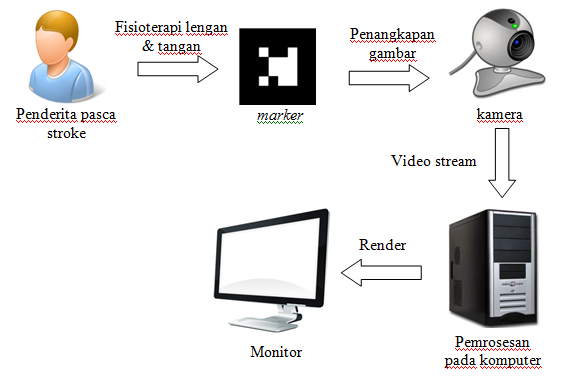 Fisioterapi lengan
& tangan
Penangkapan
gambar
Penderita pasca
stroke
marker
kamera
Video stream
Render
Monitor
Pemrosesan
pada komputer